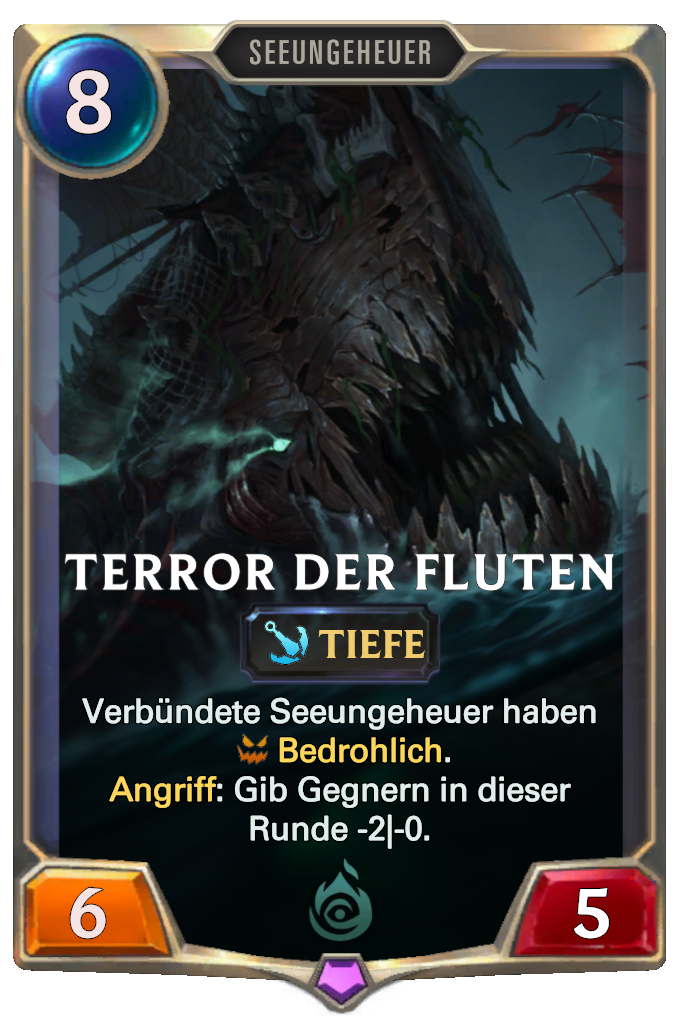 SEEUNGEHEUER
8
TERROR DER FLUTEN
TIEFE
Verbündete Seeungeheuer haben
Bedrohlich.
Angriff: Gib Gegnern in dieser
Runde -2|-0.
6
5